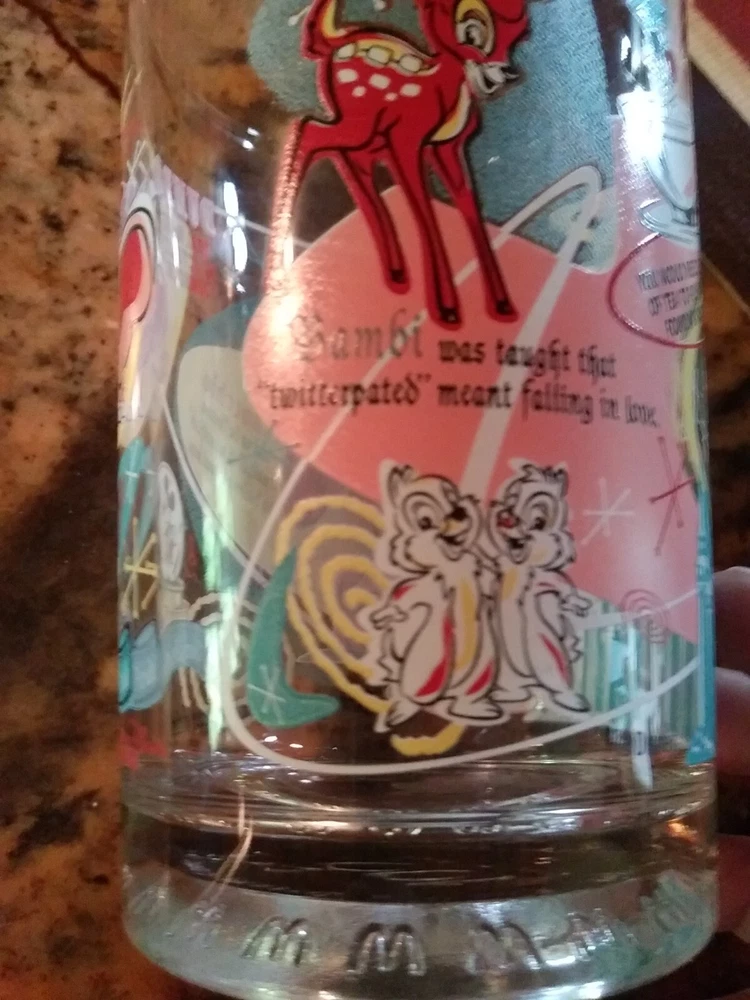 Bambi was taught that
"twitterpated" meant falling in love.
M M M M